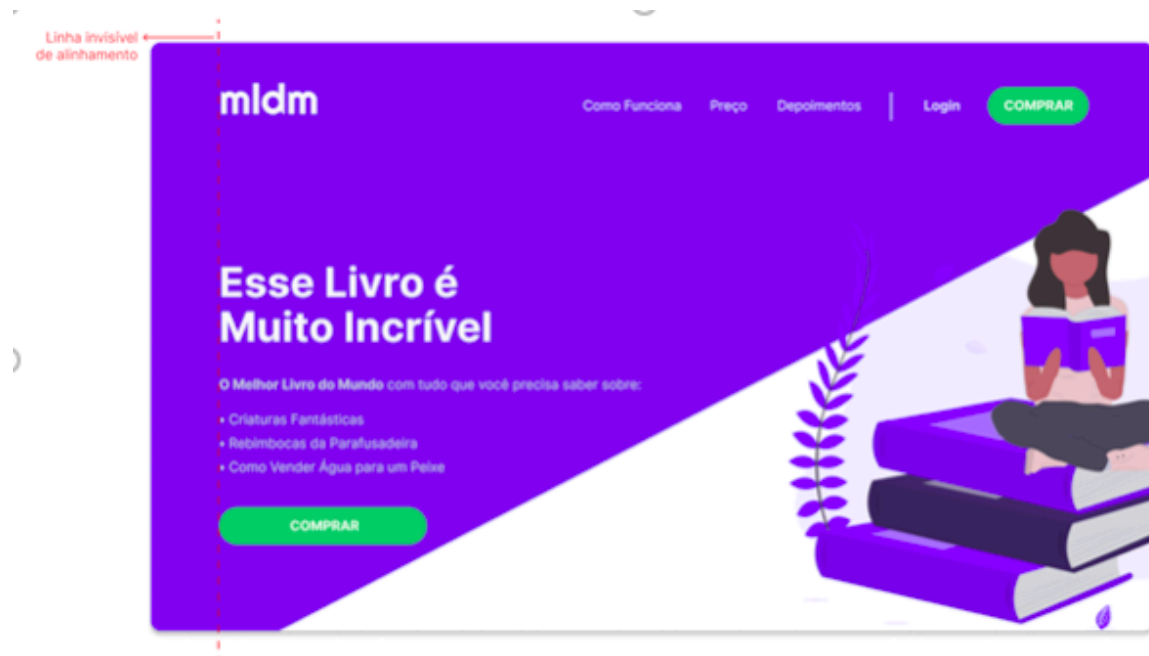 Linha invisível
de alinhamento
mldm
Como Funciona Preço Depoimentos | Login COMPRAR
Esse Livro é
Muito Incrível
O Melhor Livro do Mundo com tudo que você precisa saber sobre:
• Criaturas Fantásticas
• Rebimbocas da Parafusadeira
• Como Vender Água para um Peixe
COMPRAR